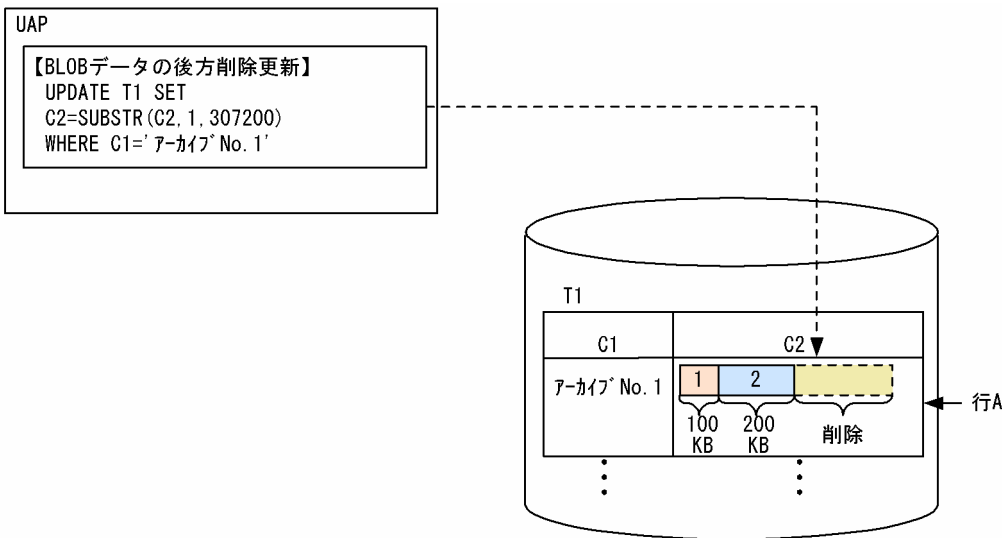 UAP
【BLOBデータの後方削除更新】
UPDATE T1 SET
C2=SUBSTR(C2,1,307200)
WHERE C1='ｱｰｶｲﾌﾞNo.1'
T1
C1 C2
ｱｰｶｲﾌﾞNo.1 1 2
行A
100 200 削除
KB KB